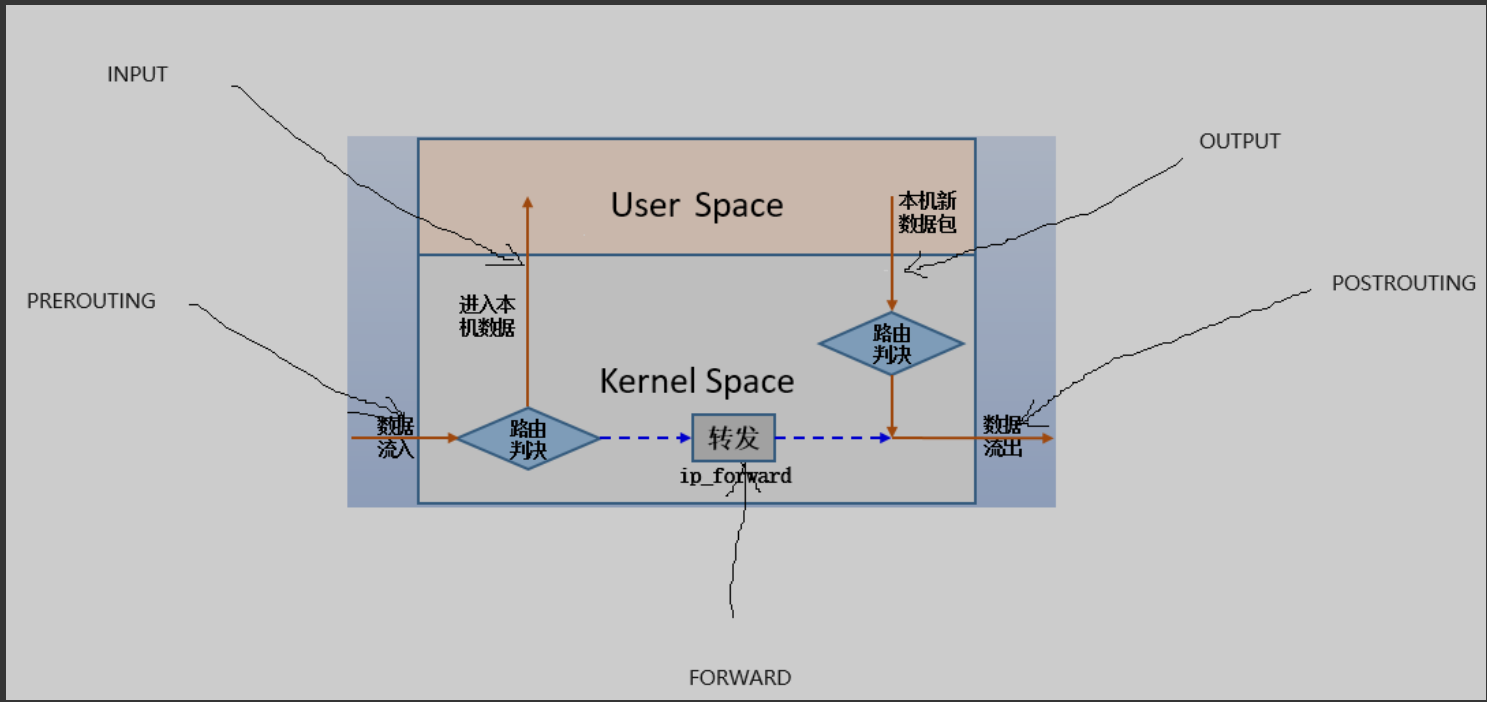 INPUT
OUTPUT
User Space
本机新
数据包
PREROUTING
POSTROUTING
进入本
机数据
路由
判决
Kernel Space
数据
流入
路由
判决
转发
数据
流出
ip_forward
FORWARD